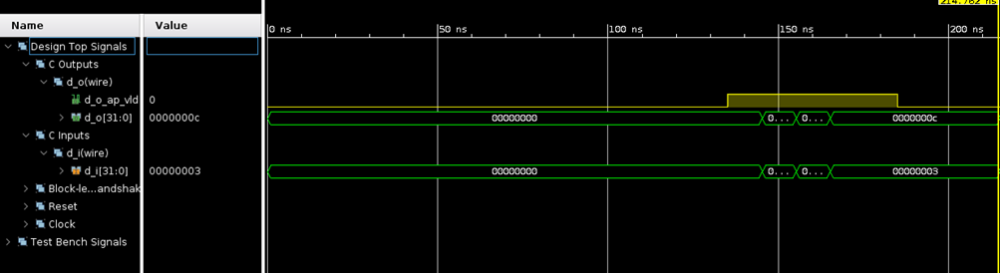 214.762 ns
Name Value
0 ns 50 ns 100 ns 150 ns 200 ns
Design Top Signals
C Outputs
d_o(wire)
d_o_ap_vld 0
d_o[31:0] 0000000c 00000000 0... 0... 0000000c
C Inputs
d_i(wire)
d_i[31:0] 00000003 00000000 0... 0... 00000003
Block-le...andshak
Reset
Clock
Test Bench Signals